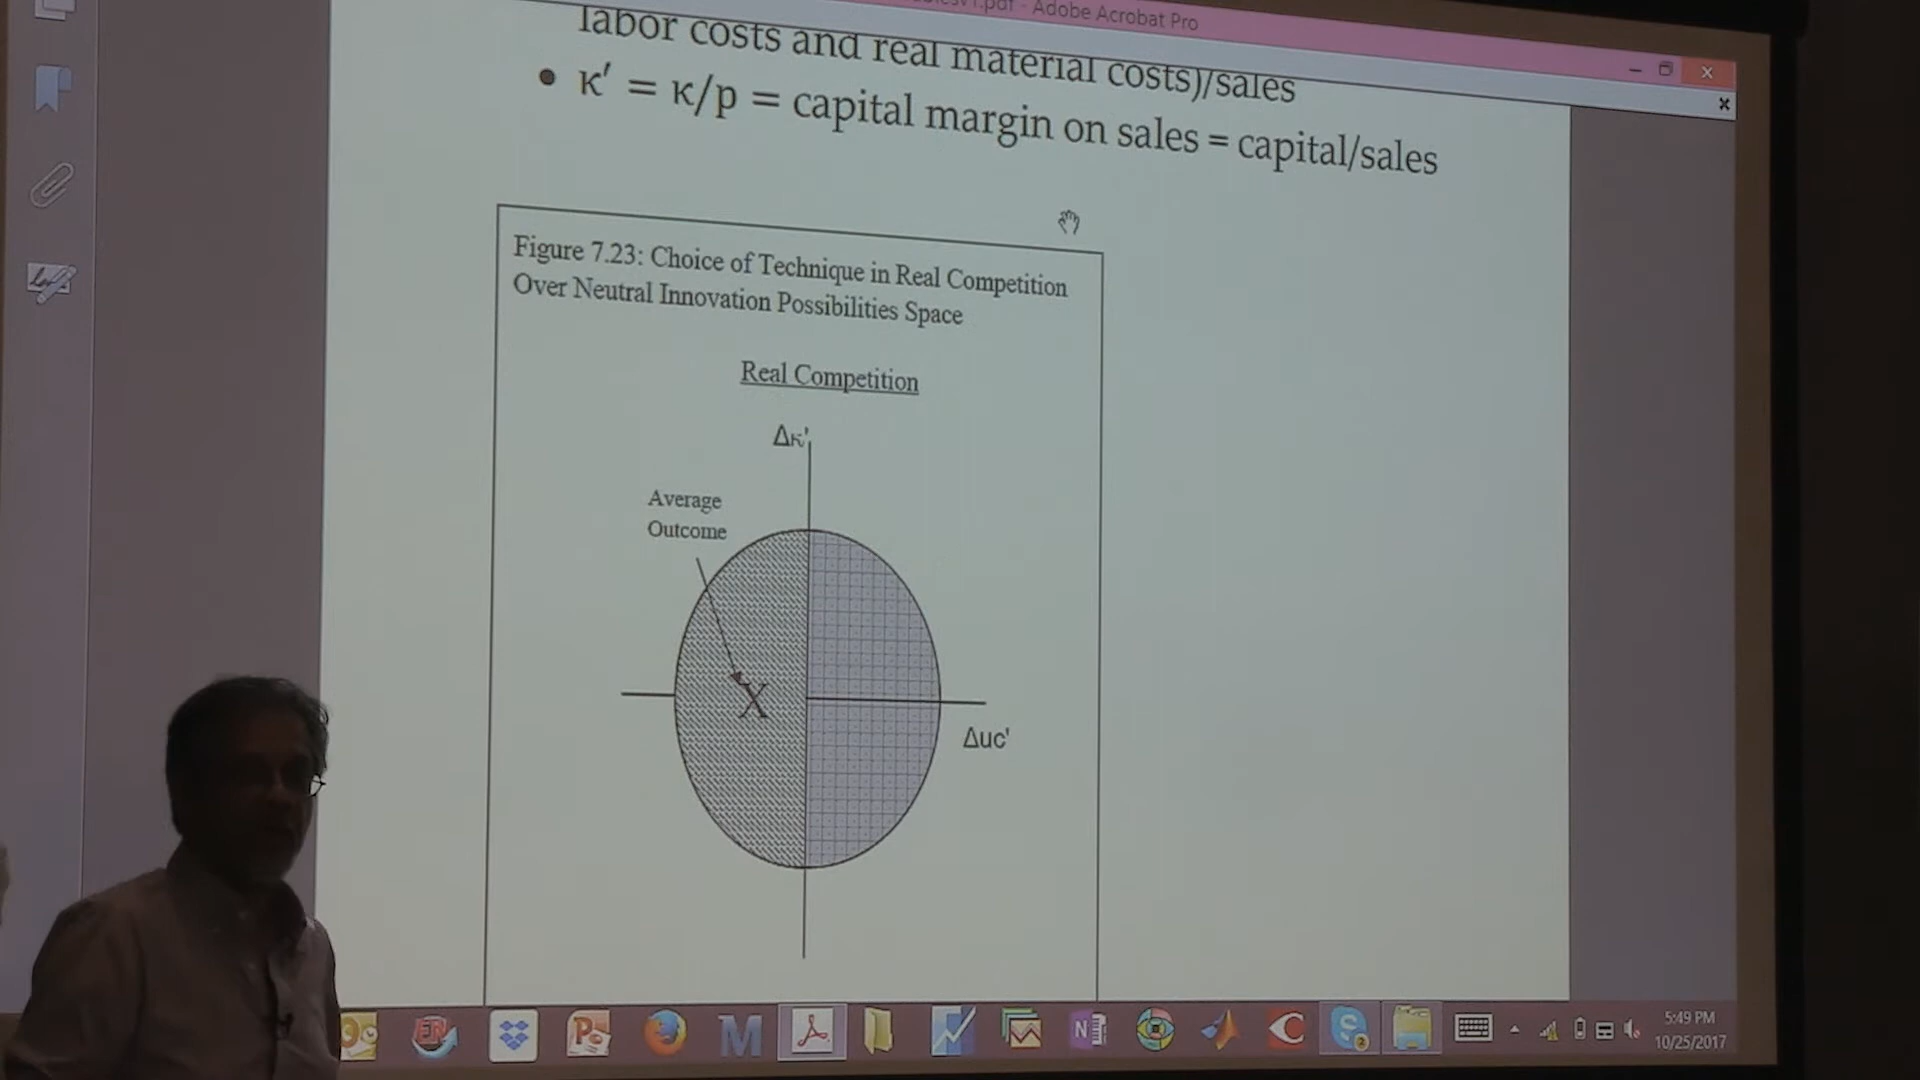 .pdf - Adobe Acrobat Pro
labor costs and real material costs)/sales
• κ′ = κ/p = capital margin on sales = capital/sales
Figure 7.23: Choice of Technique in Real Competition
Over Neutral Innovation Possibilities Space
Real Competition
Δκ'
Average
Outcome
X
Δuc'
5:49 PM
10/25/2017